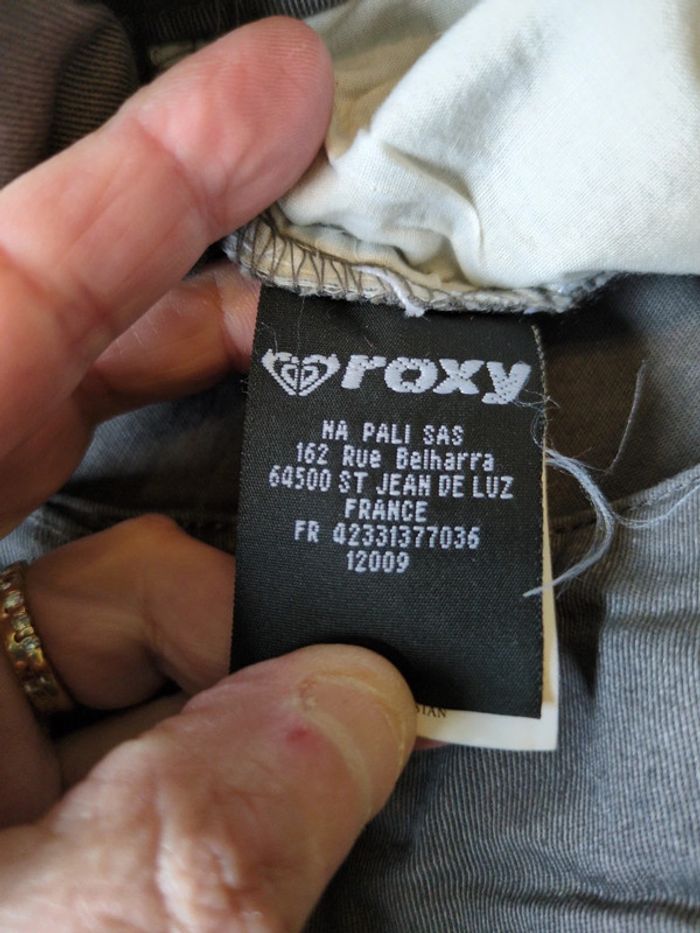 roxy
NA PALI SAS
162 Rue Belharra
64500 ST JEAN DE LUZ
FRANCE
FR 42331377036
12009